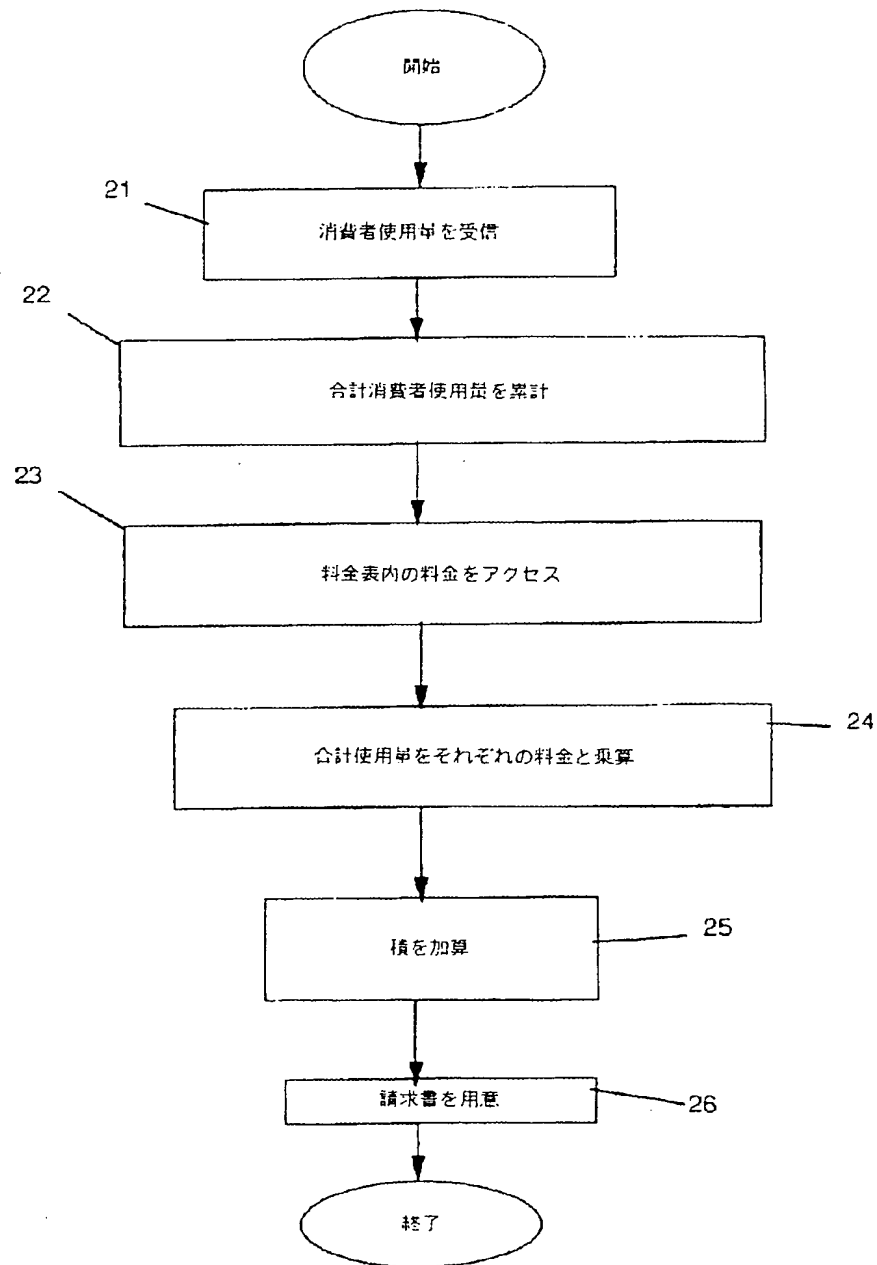 開始
21
消費者使用量を受信
22
合計消費者使用量を累計
23
料金表内の料金をアクセス
24
合計使用量をそれぞれの料金と乗算
25
積を加算
26
請求書を用意
終了